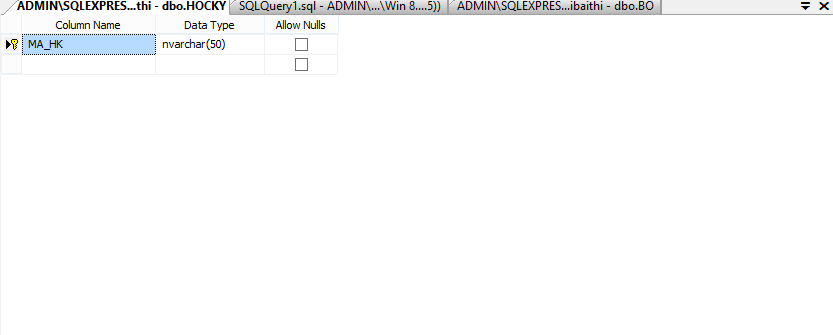 ADMIN\SQLEXPRES...thi - dbo.HOCKY SQLQuery1.sql - ADMIN\...\Win 8....5)) ADMIN\SQLEXPRES...ibaithi - dbo.BO
Column Name Data Type Allow Nulls
MA_HK nvarchar(50)